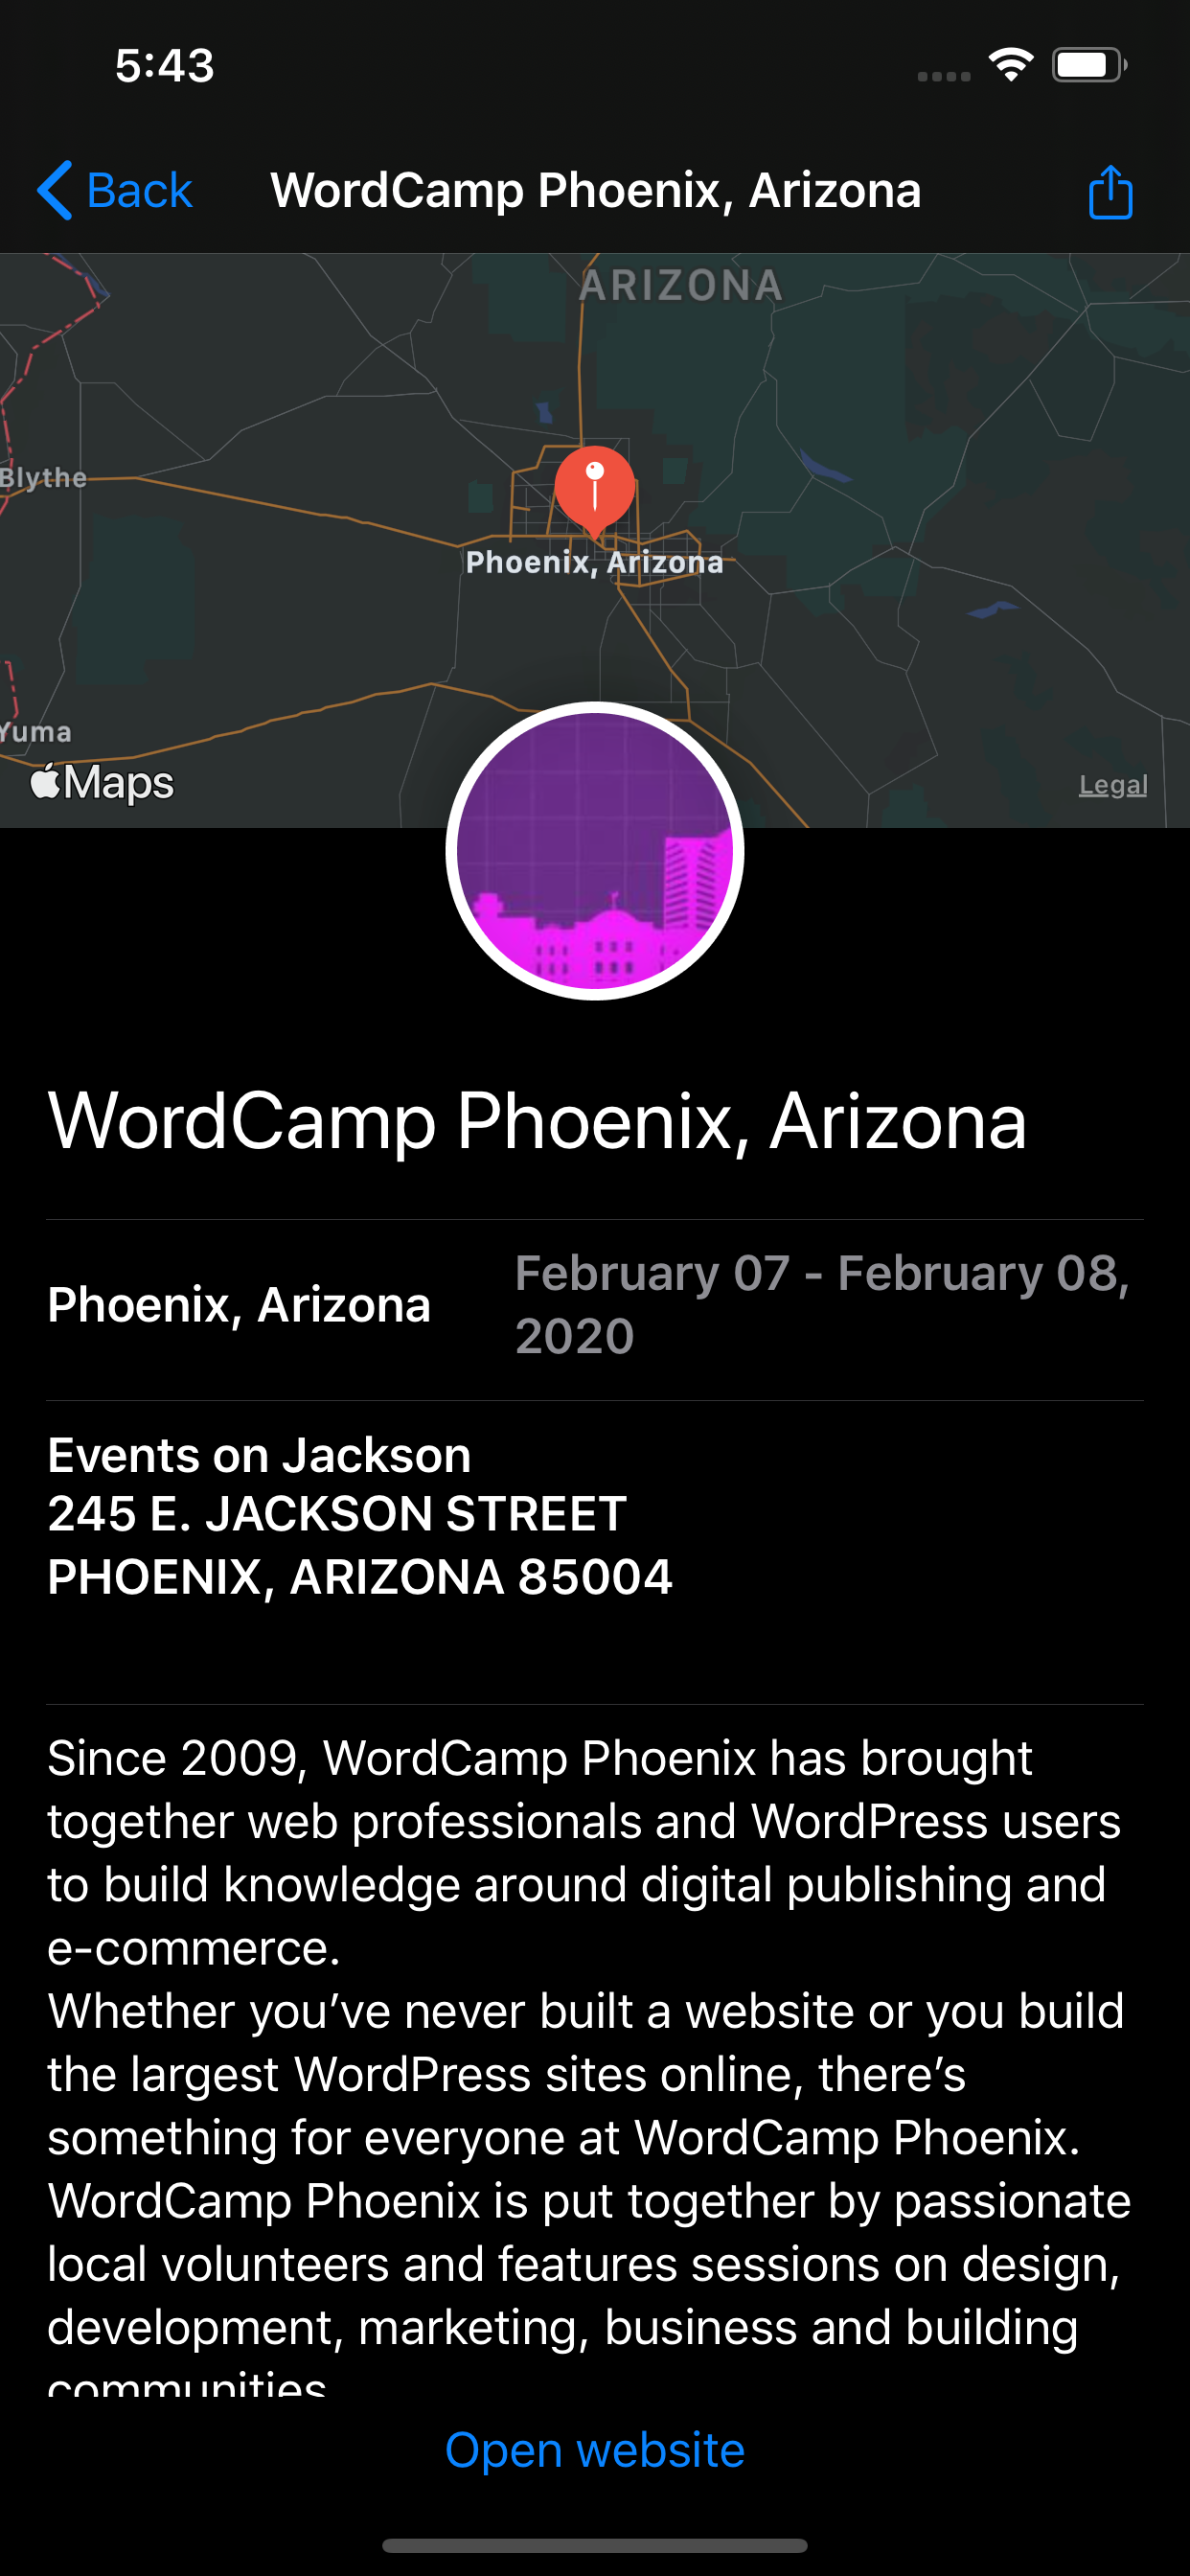 5:43
Back
WordCamp Phoenix, Arizona
ARIZONA
Blythe
Phoenix, Arizona
Yuma
Maps
Legal
WordCamp Phoenix, Arizona
Phoenix, Arizona
February 07 - February 08,
2020
Events on Jackson
245 E. JACKSON STREET
PHOENIX, ARIZONA 85004
Since 2009, WordCamp Phoenix has brought
together web professionals and WordPress users
to build knowledge around digital publishing and
e-commerce.
Whether you’ve never built a website or you build
the largest WordPress sites online, there’s
something for everyone at WordCamp Phoenix.
WordCamp Phoenix is put together by passionate
local volunteers and features sessions on design,
development, marketing, business and building
communities
Open website